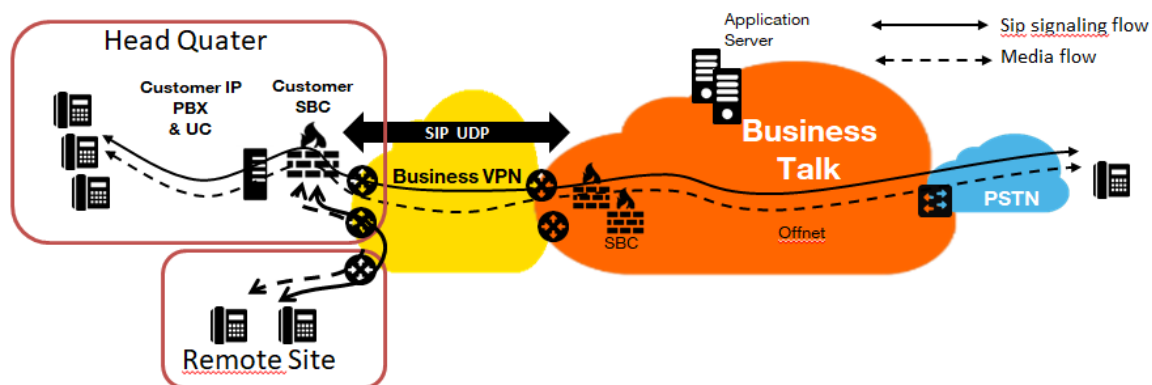 Head Quater
Customer IP
PBX
& UC
Customer
SBC
SIP UDP
Business VPN
Application
Server
Business
Talk
SBC
Offnet
PSTN
Sip signaling flow
Media flow
Remote Site